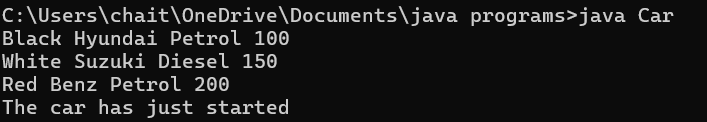 C:\Users\chait\OneDrive\Documents\java programs>java Car
Black Hyundai Petrol 100
White Suzuki Diesel 150
Red Benz Petrol 200
The car has just started